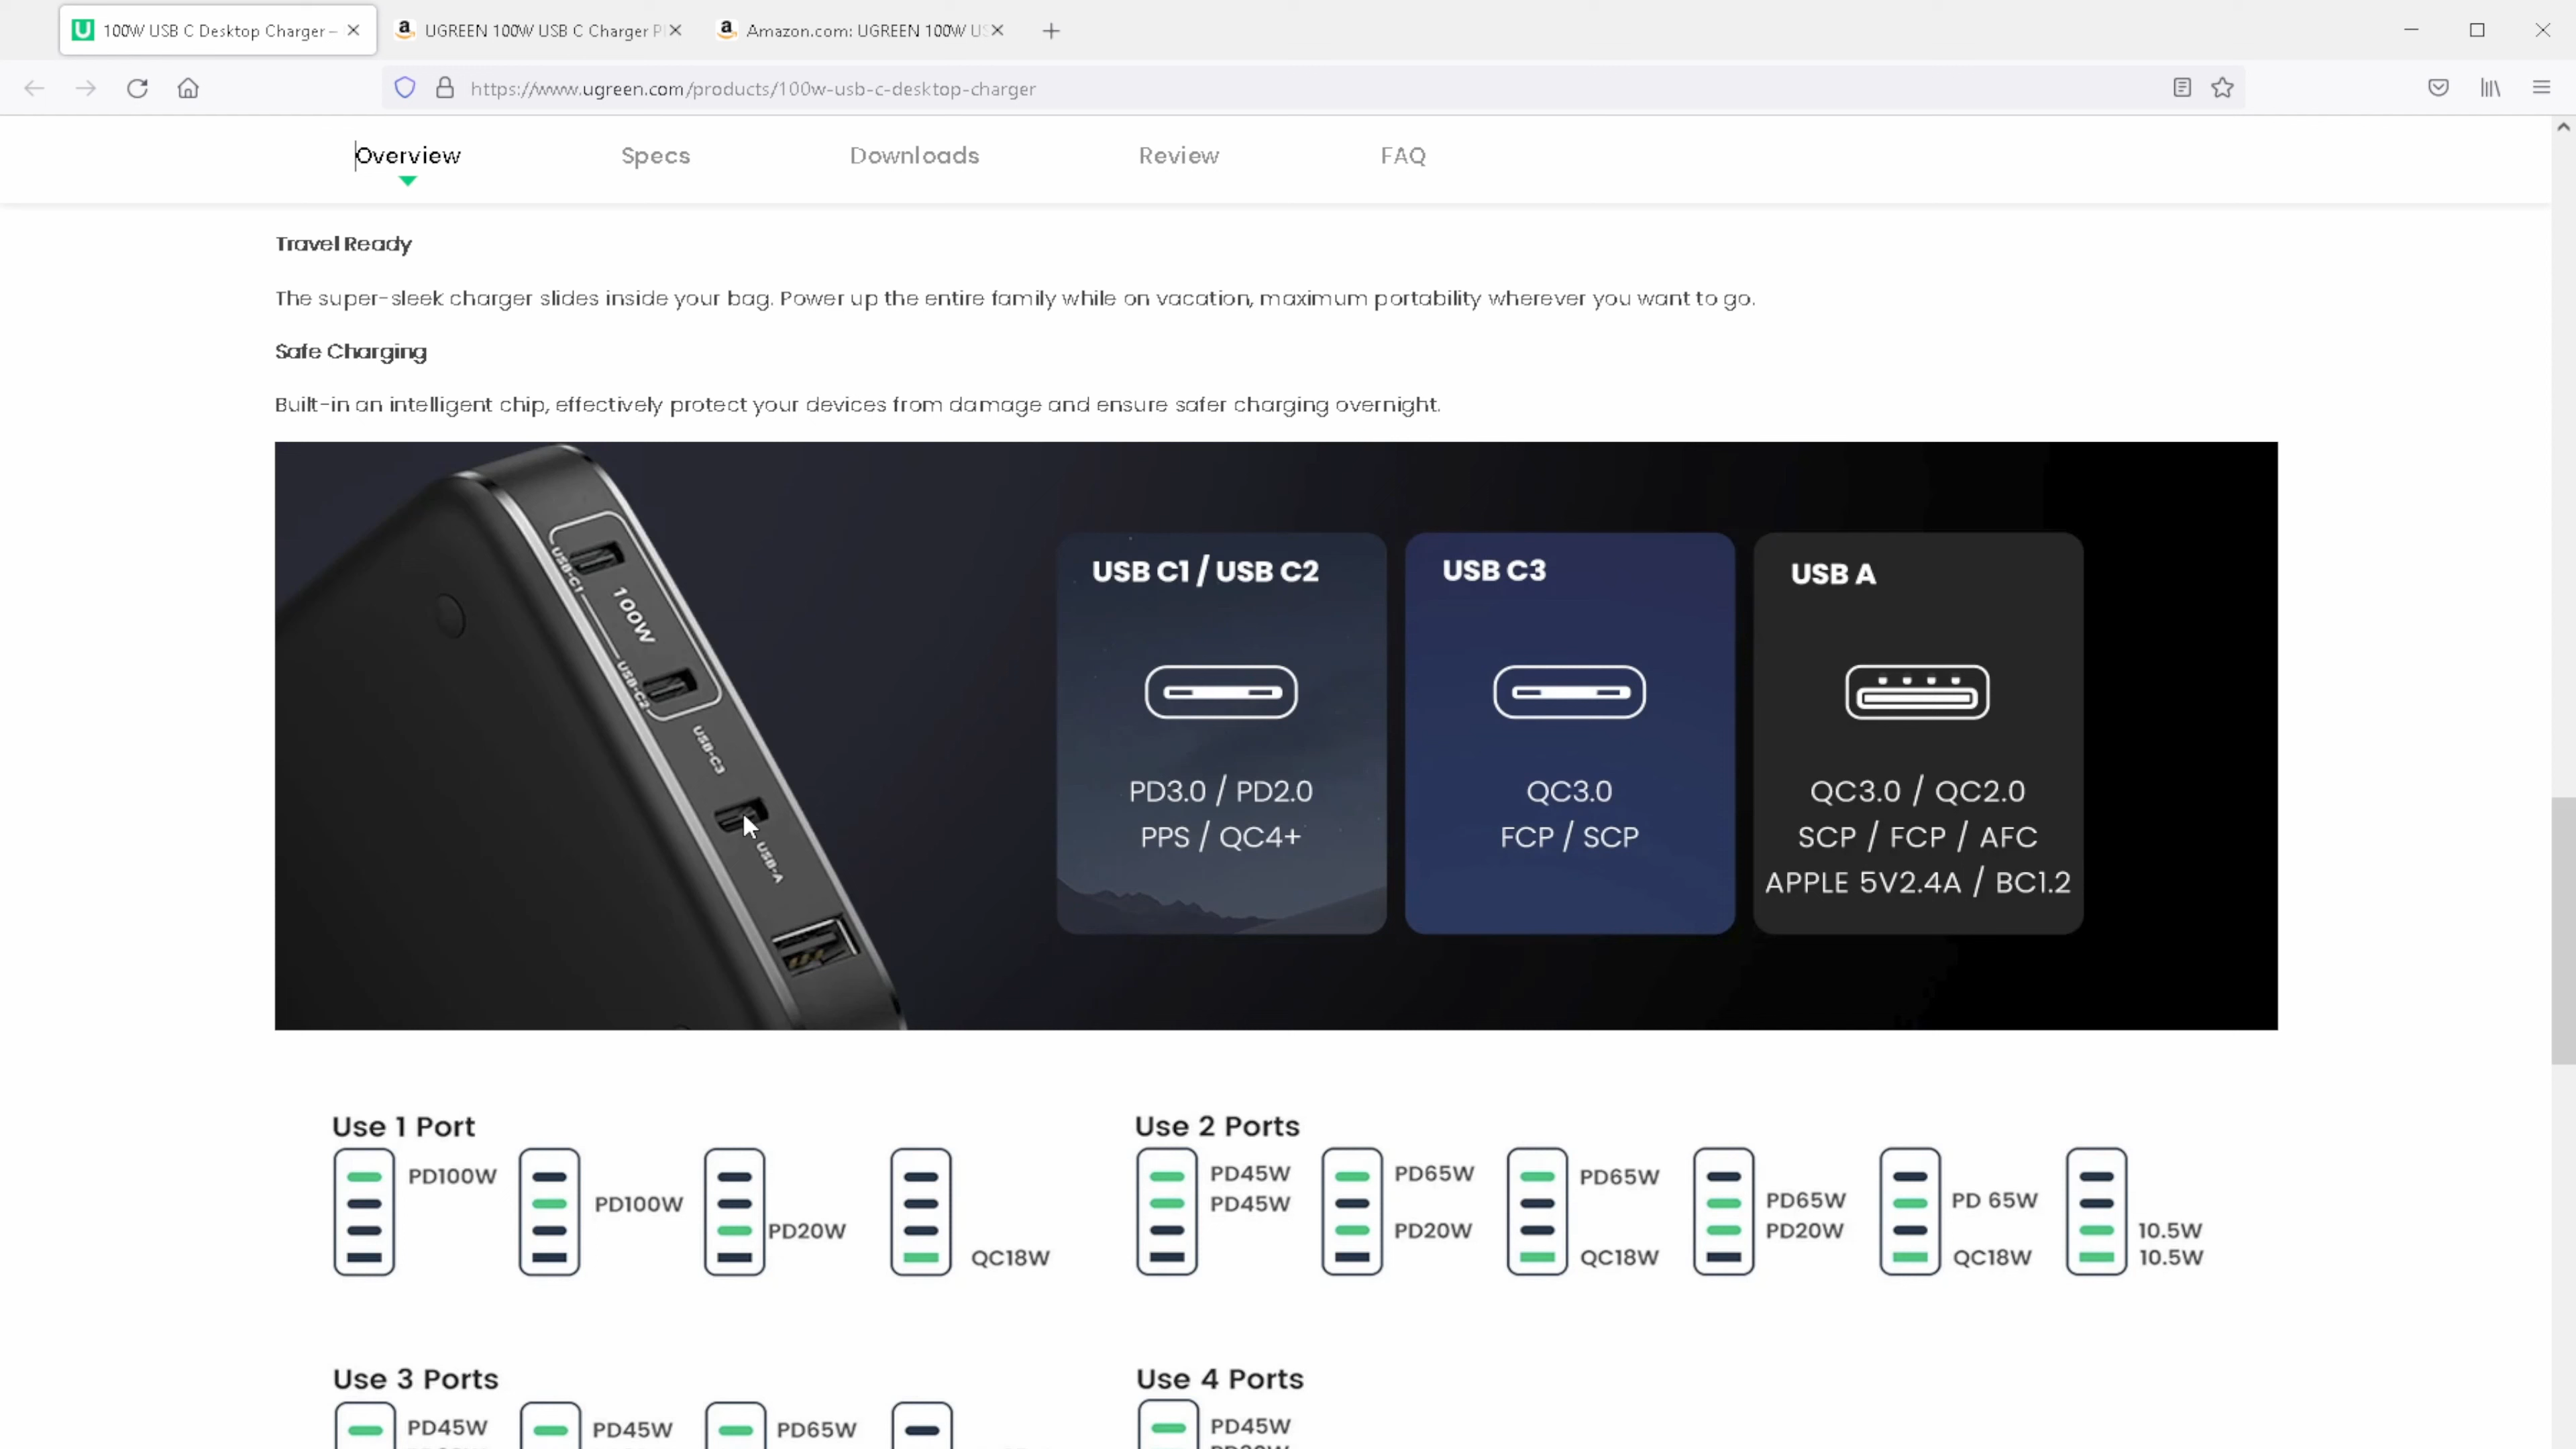 100W USB C Desktop Charger –
UGREEN 100W USB C Charger P
Amazon.com: UGREEN 100W US
https://www.ugreen.com/products/100w-usb-c-desktop-charger
Overview
Specs
Downloads
Review
FAQ
Travel Ready
The super-sleek charger slides inside your bag. Power up the entire family while on vacation, maximum portability wherever you want to go.
Safe Charging
Built-in an intelligent chip, effectively protect your devices from damage and ensure safer charging overnight.
USB-C1
100W
USB-C2
USB-C3
USB-A
USB C1 / USB C2
PD3.0 / PD2.0
PPS / QC4+
USB C3
QC3.0
FCP / SCP
USB A
QC3.0 / QC2.0
SCP / FCP / AFC
APPLE 5V2.4A / BC1.2
Use 1 Port
PD100W
PD100W
PD20W
QC18W
Use 2 Ports
PD45W
PD45W
PD65W
PD20W
PD65W
QC18W
PD65W
PD20W
PD 65W
QC18W
10.5W
10.5W
Use 3 Ports
PD45W
PD45W
PD65W
Use 4 Ports
PD45W